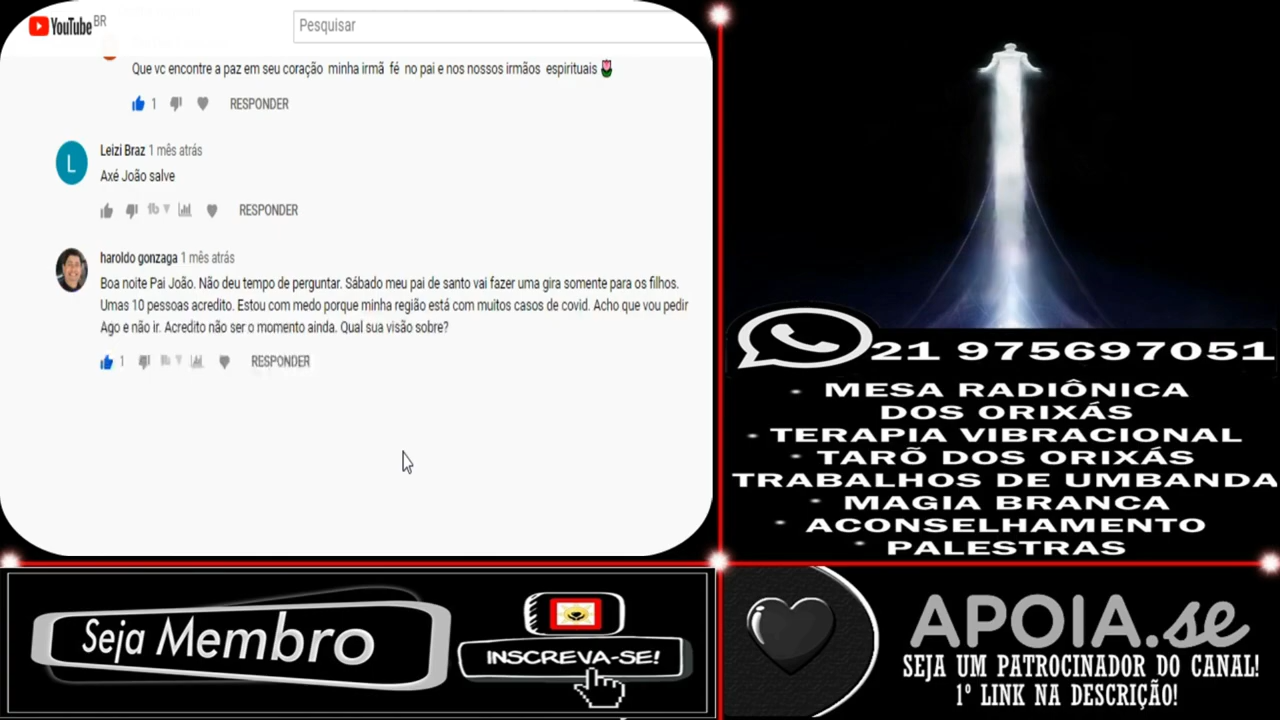 YouTube BR
Pesquisar
Que vc encontre a paz em seu coração minha irmã fé no pai e nos nossos irmãos espirituais 🌷
1 RESPONDER
L
Leizi Braz 1 mês atrás
Axé João salve
RESPONDER
haroldo gonzaga 1 mês atrás
Boa noite Pai João. Não deu tempo de perguntar. Sábado meu pai de santo vai fazer uma gira somente para os filhos.
Umas 10 pessoas acredito. Estou com medo porque minha região está com muitos casos de covid. Acho que vou pedir
Ago e não ir. Acredito não ser o momento ainda. Qual sua visão sobre?
1 RESPONDER
21 975697051
• MESA RADIÔNICA
DOS ORIXÁS
• TERAPIA VIBRACIONAL
• TARÔ DOS ORIXÁS
TRABALHOS DE UMBANDA
• MAGIA BRANCA
• ACONSELHAMENTO
• PALESTRAS
Seja Membro
INSCREVA-SE!
APOIA.se
SEJA UM PATROCINADOR DO CANAL!
1º LINK NA DESCRIÇÃO!